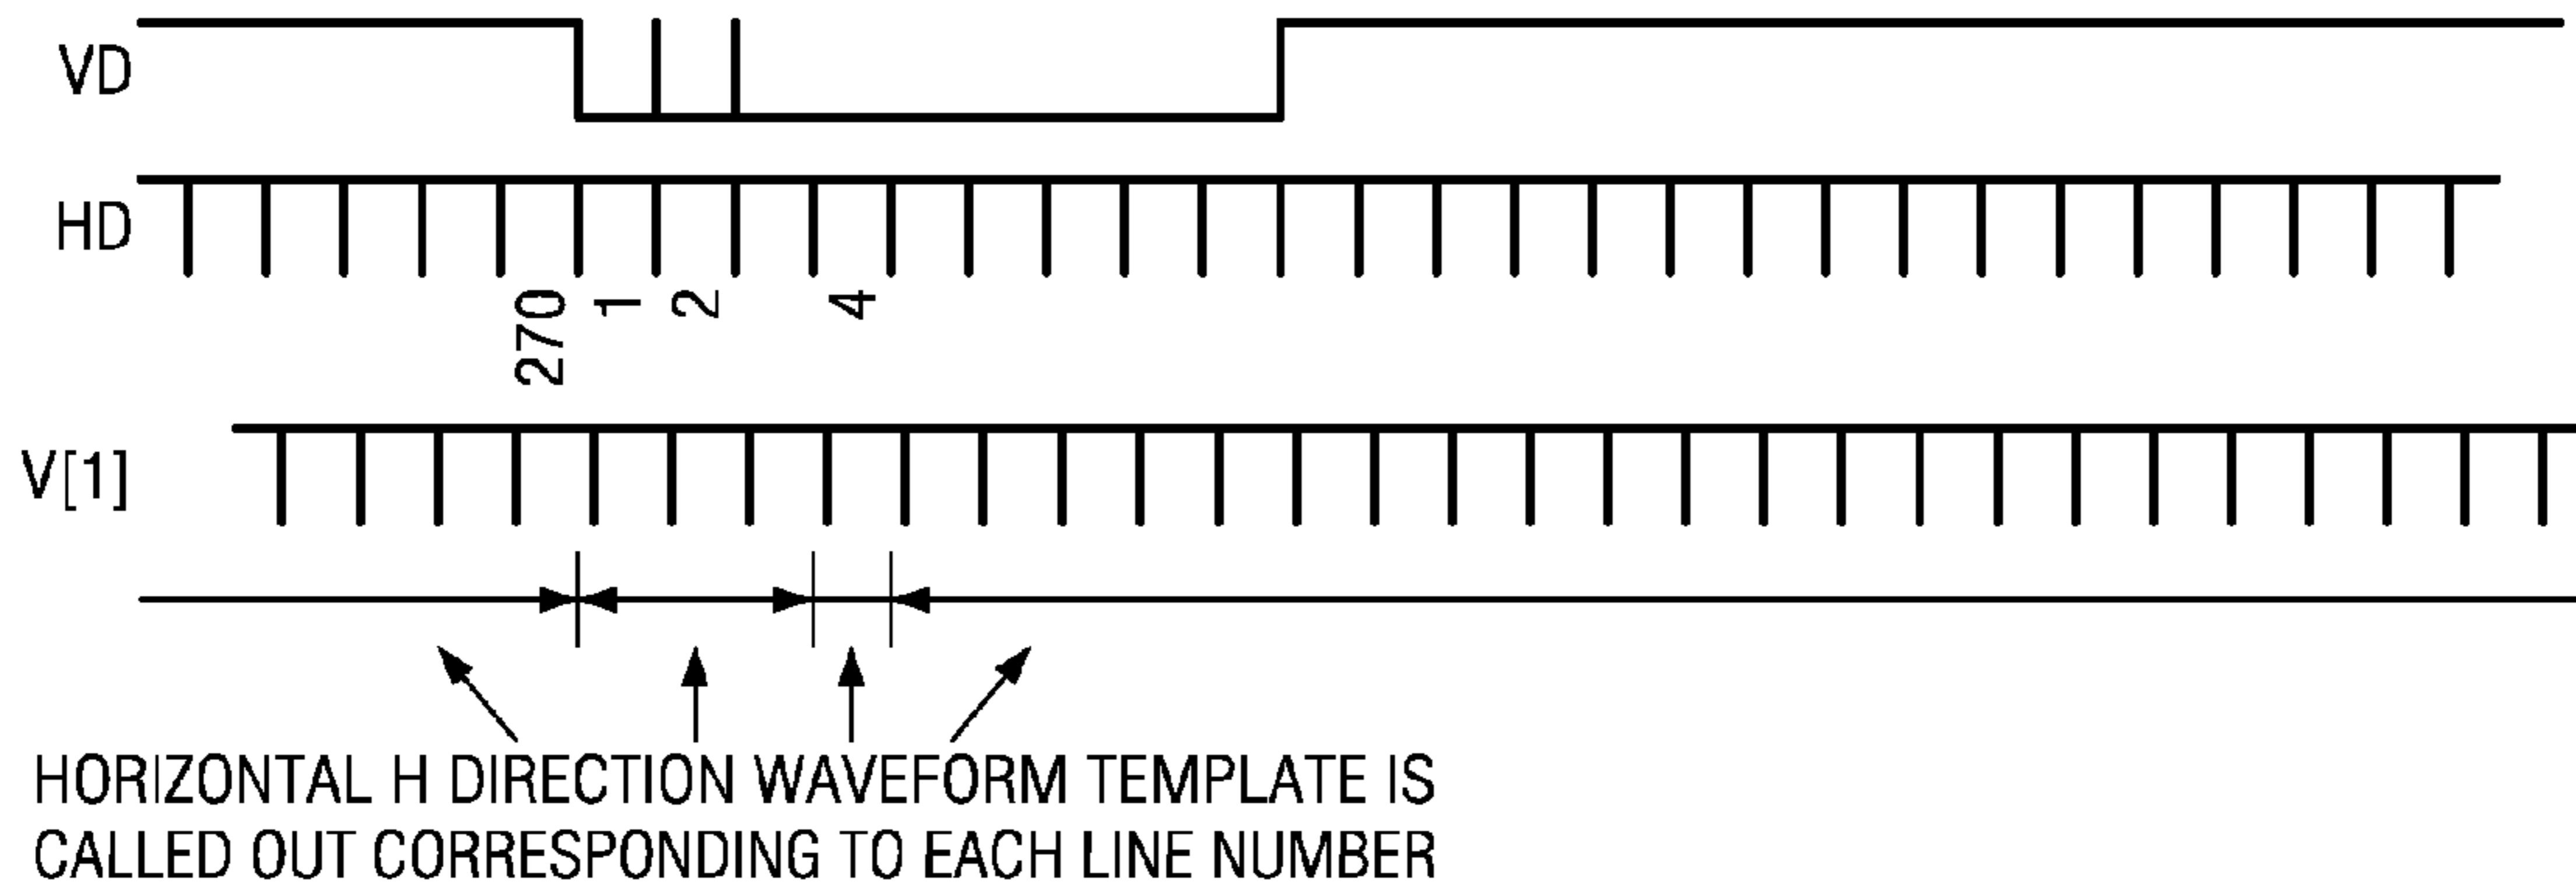 VD
HD
270
1
2
4
V[1]
HORIZONTAL H DIRECTION WAVEFORM TEMPLATE IS
CALLED OUT CORRESPONDING TO EACH LINE NUMBER